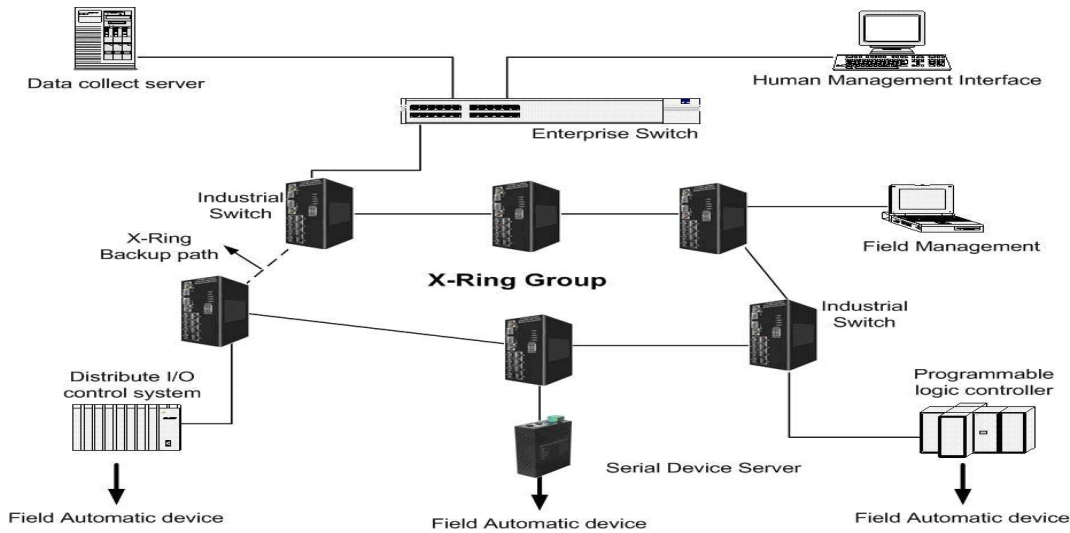 Data collect server
Human Management Interface
Enterprise Switch
Industrial
Switch
X-Ring
Backup path
Field Management
X-Ring Group
Industrial
Switch
Distribute I/O
control system
Programmable
logic controller
Serial Device Server
Field Automatic device
Field Automatic device
Field Automatic device